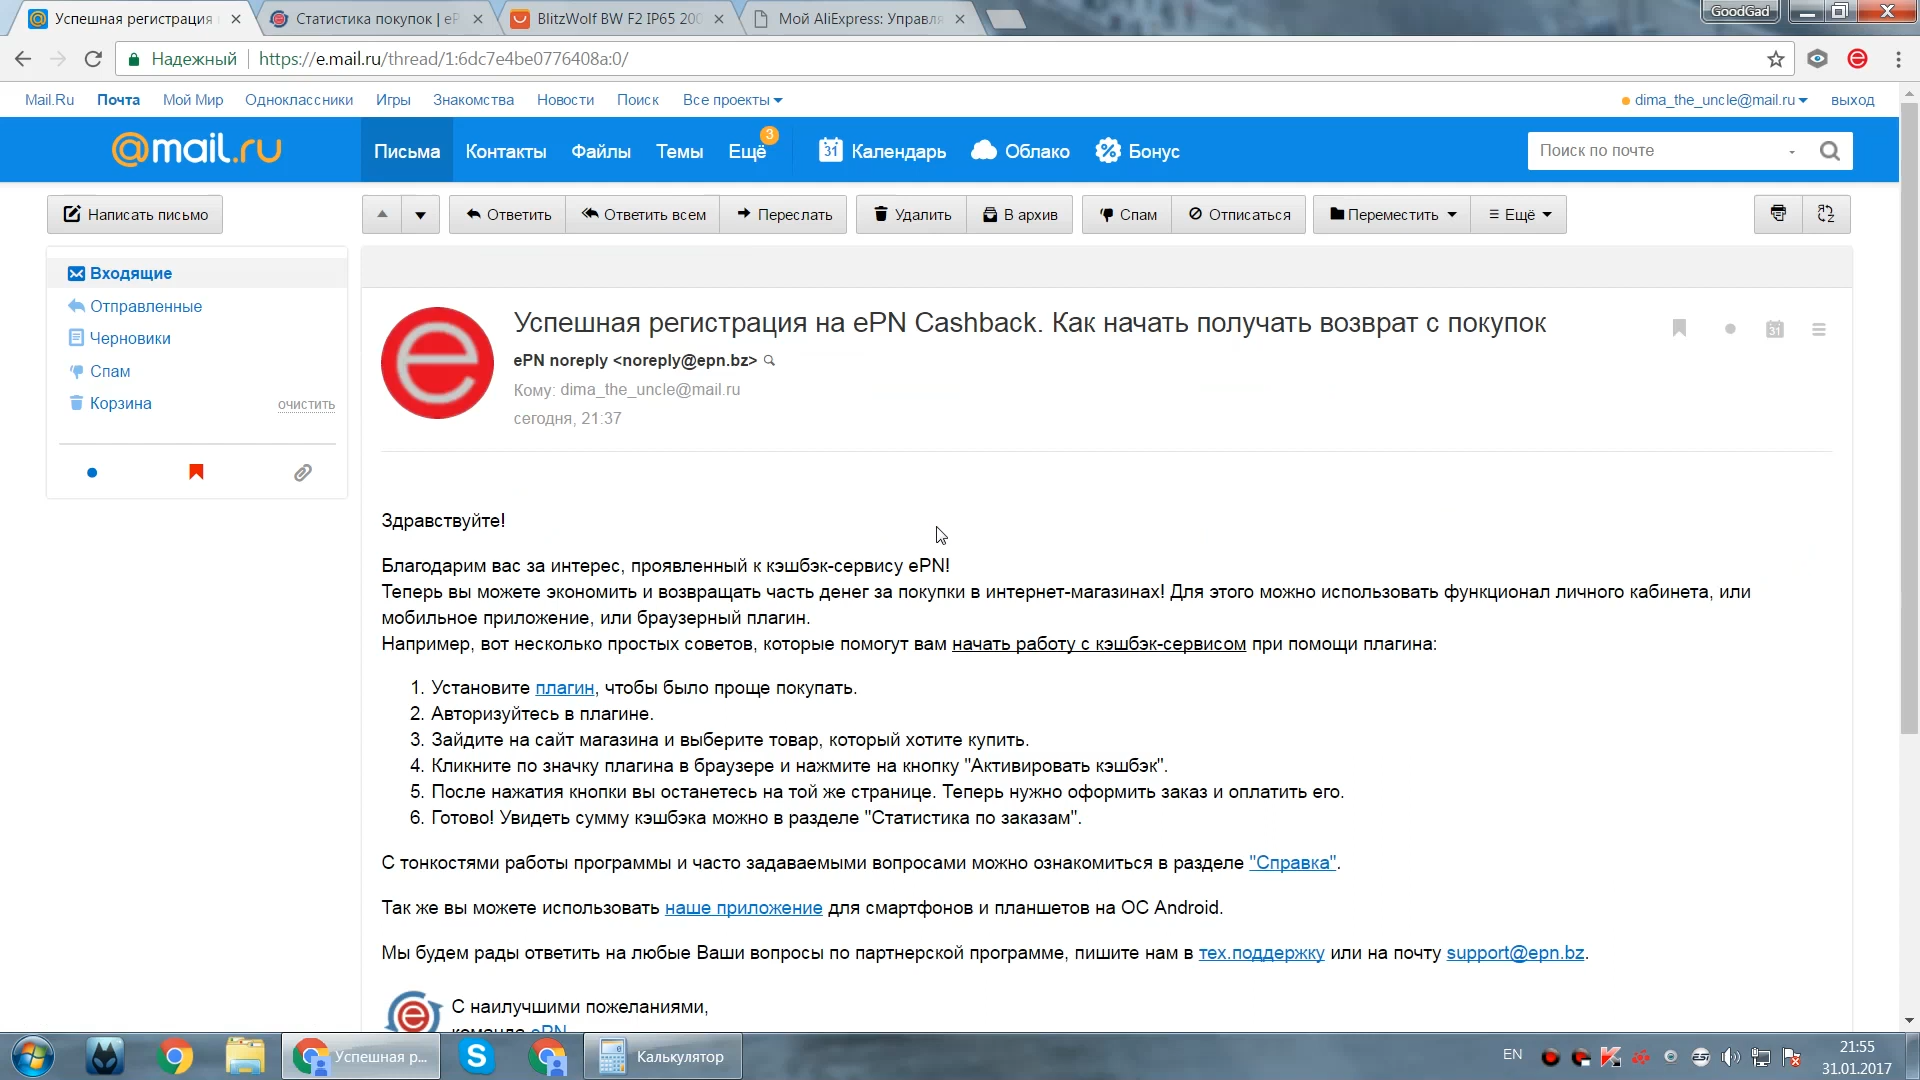 Успешная регистрация
Статистика покупок | eP
BlitzWolf BW F2 IP65 200
Мой AliExpress: Управля
GoodGad
Надежный
https://e.mail.ru/thread/1:6dc7e4be0776408a:0/
Mail.Ru Почта Мой Мир Одноклассники Игры Знакомства Новости Поиск Все проекты
dima_the_uncle@mail.ru выход
@mail.ru
Письма Контакты Файлы Темы Ещё 3
31 Календарь Облако Бонус
Поиск по почте
Написать письмо
Ответить Ответить всем Переслать Удалить В архив Спам Отписаться Переместить Ещё
Входящие
Отправленные
Черновики
Спам
Корзина очистить
Успешная регистрация на ePN Cashback. Как начать получать возврат с покупок
31
ePN noreply <noreply@epn.bz>
Кому: dima_the_uncle@mail.ru
сегодня, 21:37
Здравствуйте!
Благодарим вас за интерес, проявленный к кэшбэк-сервису ePN!
Теперь вы можете экономить и возвращать часть денег за покупки в интернет-магазинах! Для этого можно использовать функционал личного кабинета, или
мобильное приложение, или браузерный плагин.
Например, вот несколько простых советов, которые помогут вам начать работу с кэшбэк-сервисом при помощи плагина:
1. Установите плагин, чтобы было проще покупать.
2. Авторизуйтесь в плагине.
3. Зайдите на сайт магазина и выберите товар, который хотите купить.
4. Кликните по значку плагина в браузере и нажмите на кнопку "Активировать кэшбэк".
5. После нажатия кнопки вы останетесь на той же странице. Теперь нужно оформить заказ и оплатить его.
6. Готово! Увидеть сумму кэшбэка можно в разделе "Статистика по заказам".
С тонкостями работы программы и часто задаваемыми вопросами можно ознакомиться в разделе "Справка".
Так же вы можете использовать наше приложение для смартфонов и планшетов на ОС Android.
Мы будем рады ответить на любые Ваши вопросы по партнерской программе, пишите нам в тех.поддержку или на почту support@epn.bz.
С наилучшими пожеланиями,
команда ePN
Успешная р...
Калькулятор
EN
21:55
31.01.2017